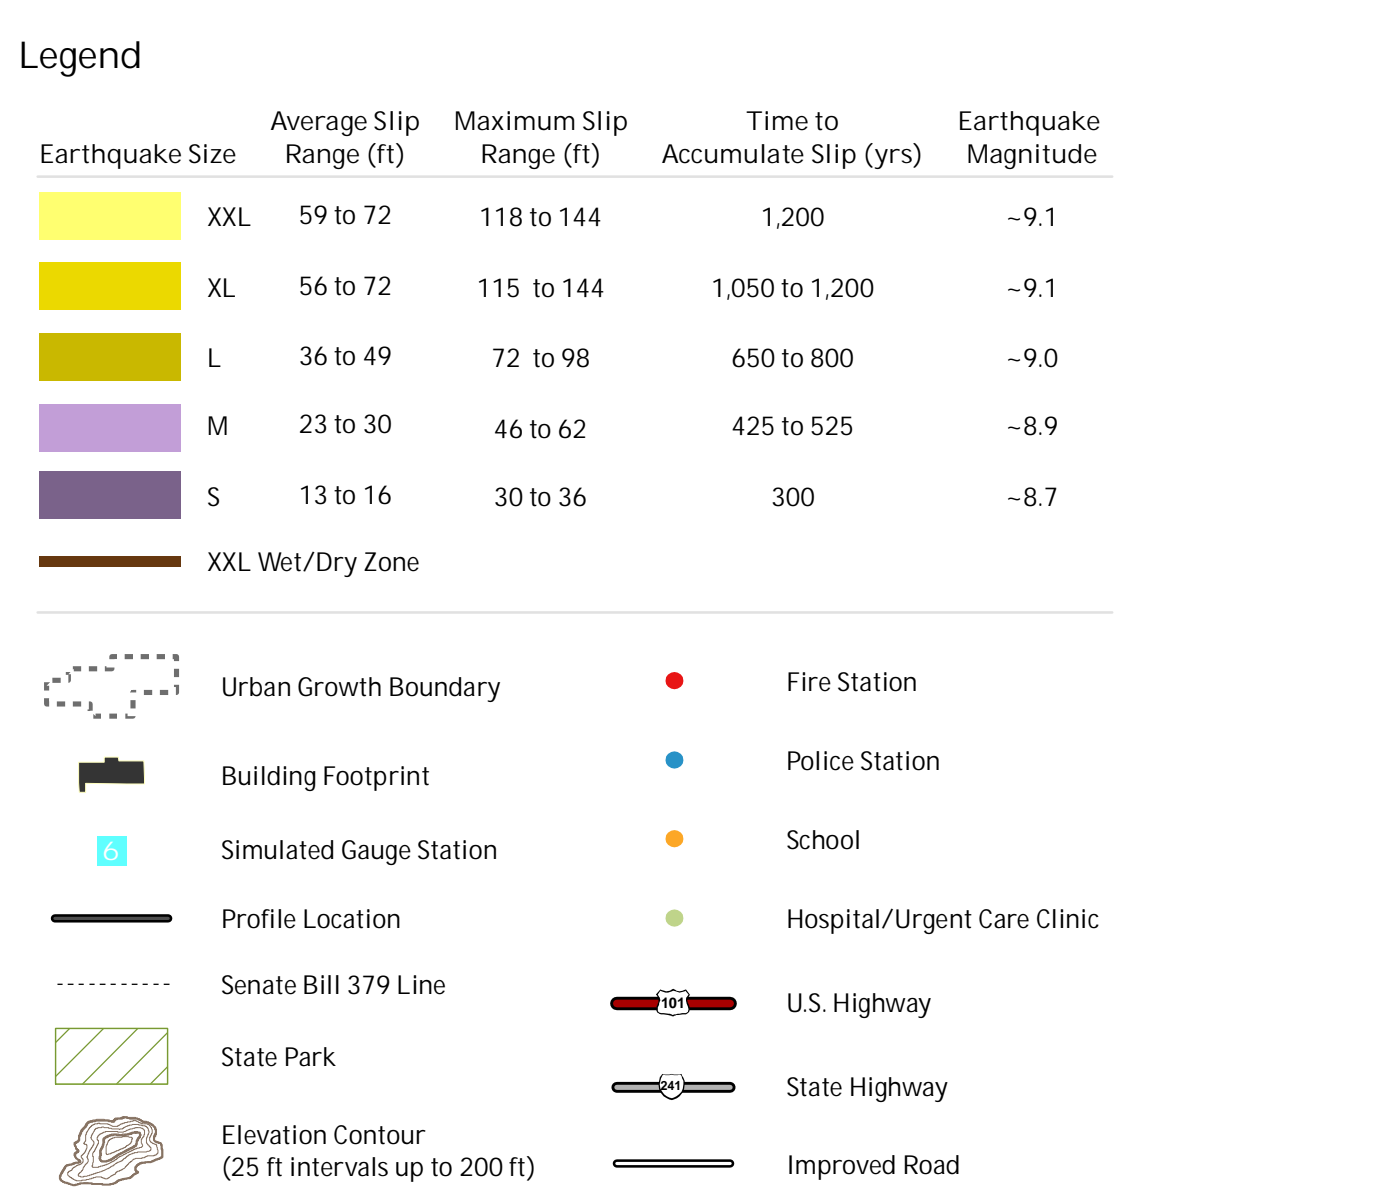 Legend
Earthquake Size
Average Slip
Range (ft)
Maximum Slip
Range (ft)
Time to
Accumulate Slip (yrs)
Earthquake
Magnitude
XXL 59 to 72 118 to 144 1,200 ~9.1
XL 56 to 72 115 to 144 1,050 to 1,200 ~9.1
L 36 to 49 72 to 98 650 to 800 ~9.0
M 23 to 30 46 to 62 425 to 525 ~8.9
S 13 to 16 30 to 36 300 ~8.7
XXL Wet/Dry Zone
Urban Growth Boundary
Building Footprint
6 Simulated Gauge Station
Profile Location
Senate Bill 379 Line
State Park
Elevation Contour
(25 ft intervals up to 200 ft)
Fire Station
Police Station
School
Hospital/Urgent Care Clinic
101 U.S. Highway
241 State Highway
Improved Road